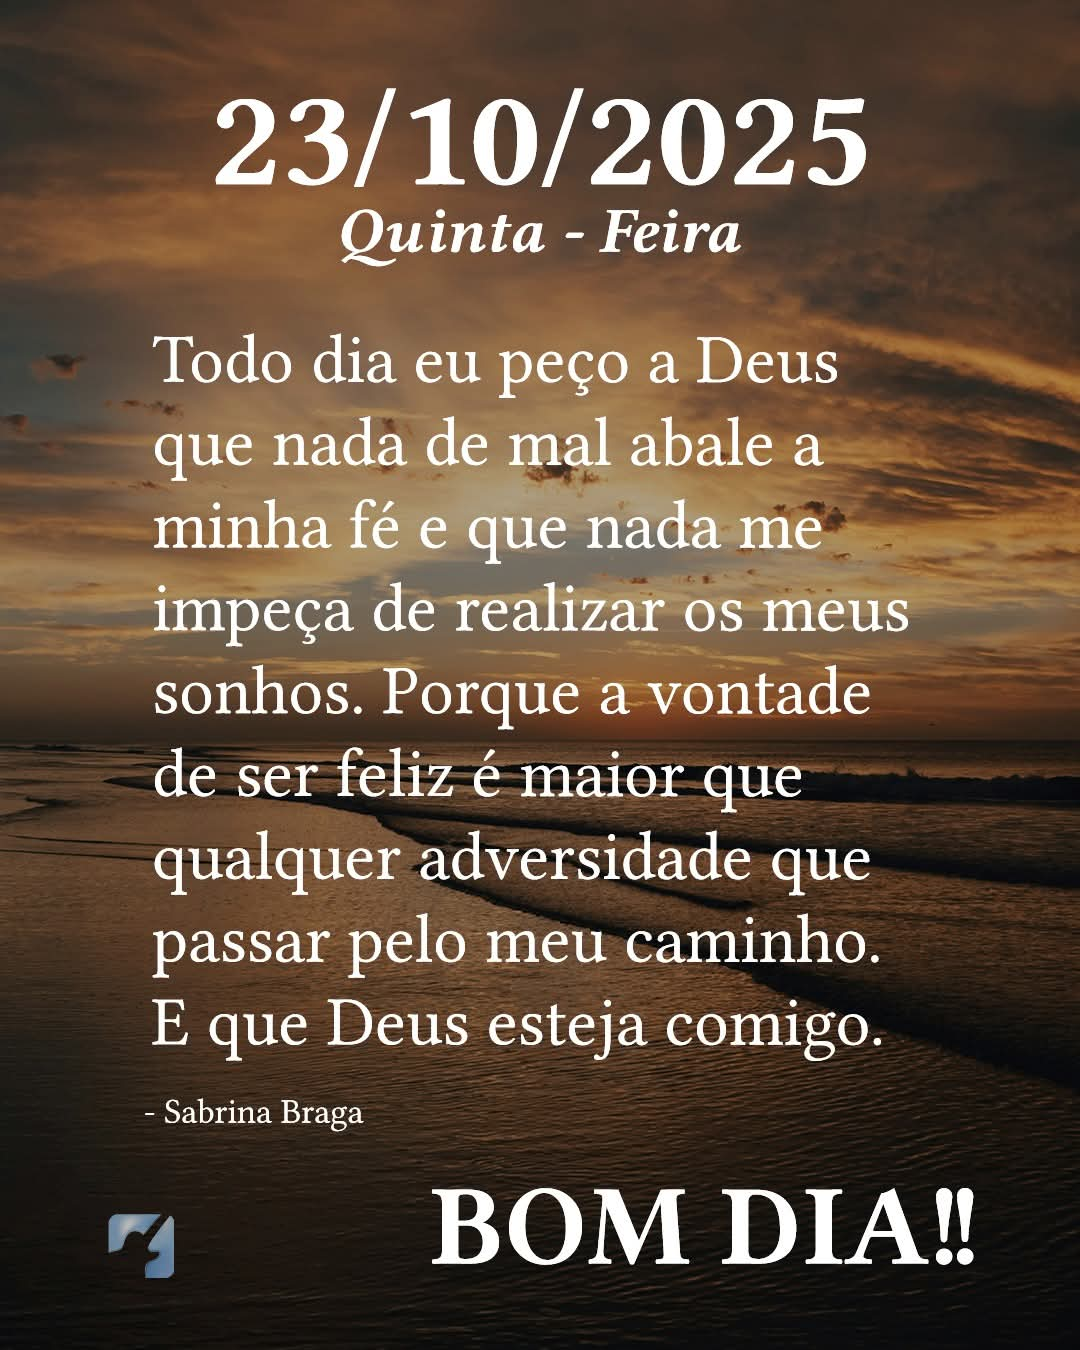 23/10/2025
Quinta - Feira
Todo dia eu peço a Deus
que nada de mal abale a
minha fé e que nada me
impeça de realizar os meus
sonhos. Porque a vontade
de ser feliz é maior que
qualquer adversidade que
passar pelo meu caminho.
E que Deus esteja comigo.
- Sabrina Braga
BOM DIA!!